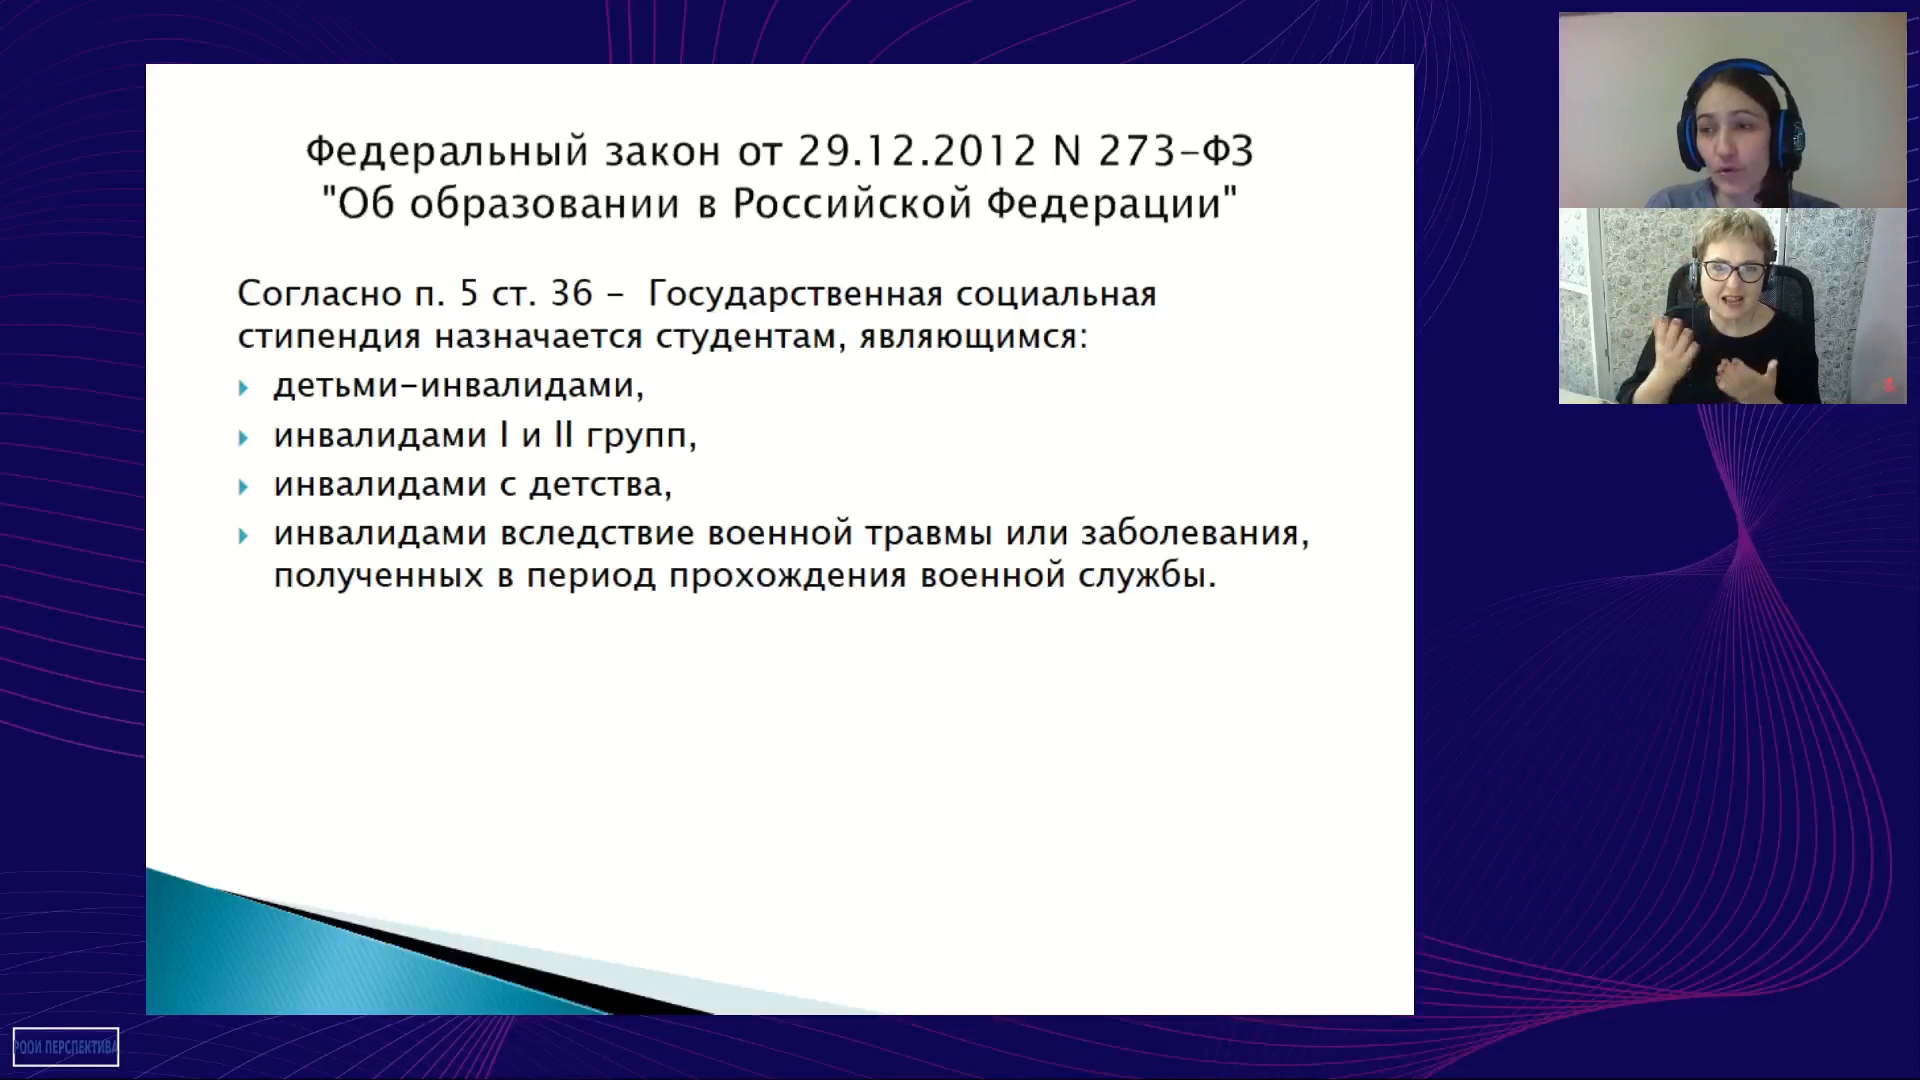 Федеральный закон от 29.12.2012 N 273-ФЗ
"Об образовании в Российской Федерации"
Согласно п. 5 ст. 36 - Государственная социальная
стипендия назначается студентам, являющимся:
детьми-инвалидами,
инвалидами I и II групп,
инвалидами с детства,
инвалидами вследствие военной травмы или заболевания,
полученных в период прохождения военной службы.
РООИ ПЕРСПЕКТИВА